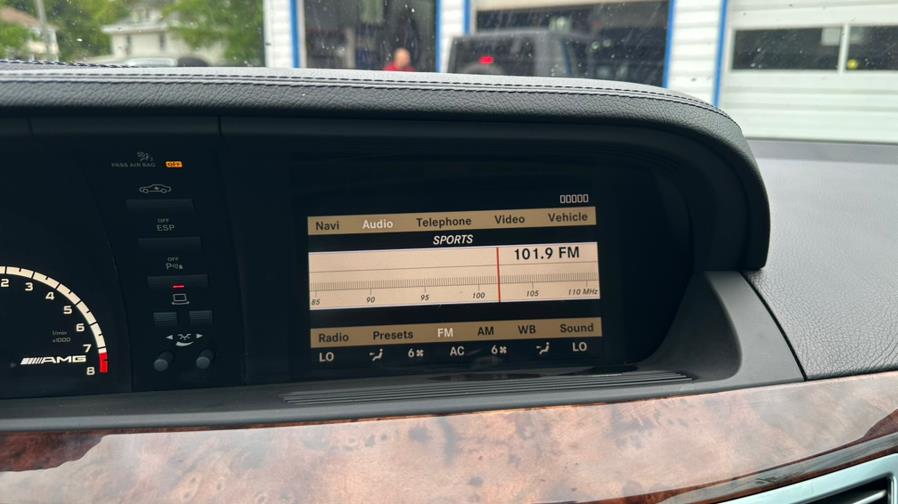 PASS AIR BAG OFF
OFF
ESP
OFF
P
00000
Navi Audio Telephone Video Vehicle
SPORTS
101.9 FM
85 90 95 100 105 110 MHz
Radio Presets FM AM WB Sound
LO 6 AC 6 LO
2 3 4 5 6 7 8
1/min
x1000
AMG